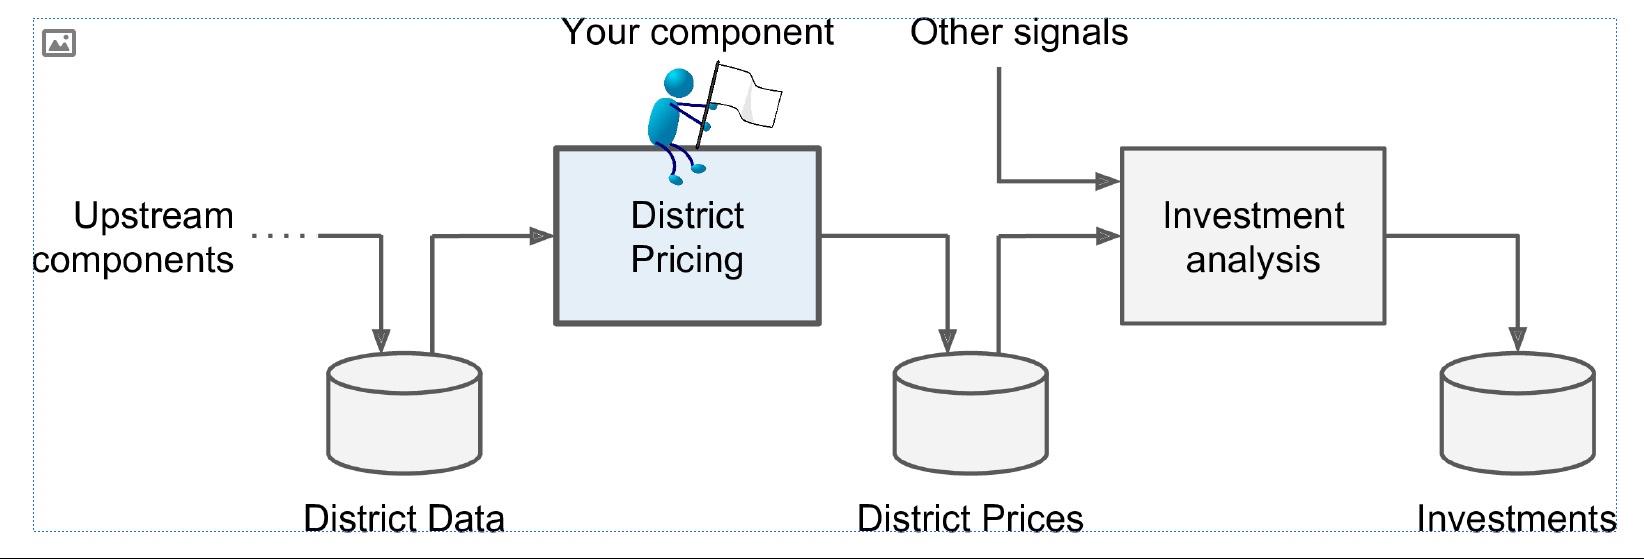 Your component
Other signals
Upstream
components
District
Pricing
Investment
analysis
District Data
District Prices
Investments